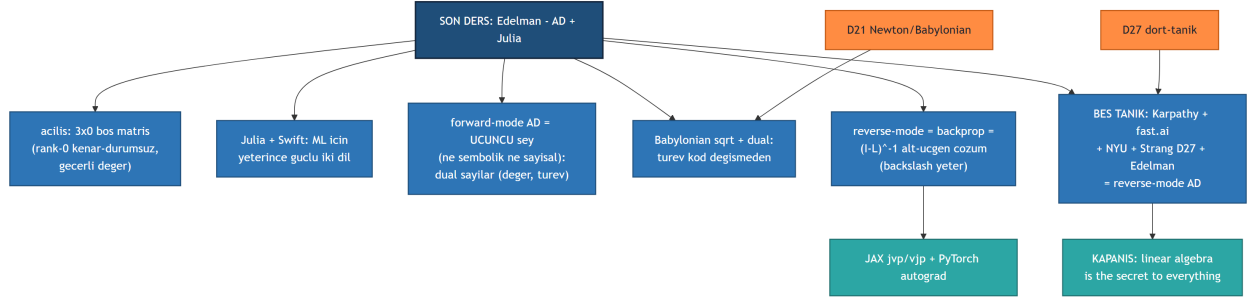 SON DERS: Edelman - AD +
Julia
D21 Newton/Babylonian
D27 dort-tanik
acilis: 3x0 bos matris
(rank-0 kenar-durumsuz,
gecerli deger)
Julia + Swift: ML icin
yeterince guclu iki dil
forward-mode AD =
UCUNCU sey
(ne sembolik ne sayisal):
dual sayilar (deger, turev)
Babylonian sqrt + dual:
turev kod degismeden
reverse-mode = backprop =
(I-L)^-1 alt-ucgen cozum
(backslash yeter)
BES TANIK: Karpathy +
fast.ai
+ NYU + Strang D27 +
Edelman
= reverse-mode AD
JAX jvp/vjp + PyTorch
autograd
KAPANIS: linear algebra
is the secret to everything